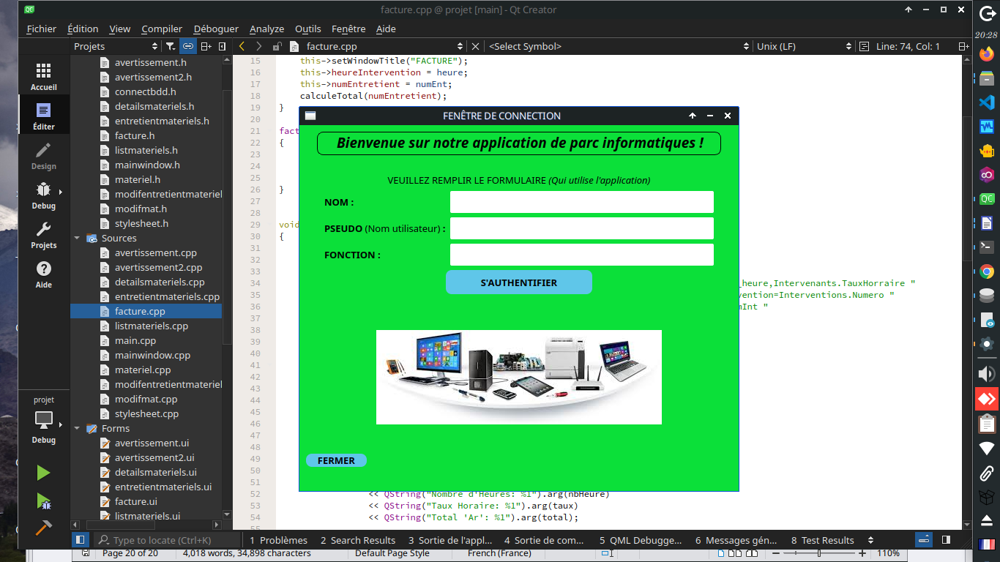 facture.cpp @ projet [main] - Qt Creator
20:28
Fichier Édition View Compiler Déboguer Analyze Outils Fenêtre Aide
Projets facture.cpp <Select Symbol> Unix (LF) Line: 74, Col: 1
Accueil
Éditer
Design
Debug
Projets
Aide
projet
Debug
avertissement.h
avertissement2.h
connectbdd.h
detailsmateriels.h
entretientmateriels.h
facture.h
listmateriels.h
mainwindow.h
materiel.h
modifentretientmateriel
modifmat.h
stylesheet.h
Sources
avertissement.cpp
avertissement2.cpp
detailsmateriels.cpp
entretientmateriels.cpp
facture.cpp
listmateriels.cpp
main.cpp
mainwindow.cpp
materiel.cpp
modifentretientmateriel
modifmat.cpp
stylesheet.cpp
Forms
avertissement.ui
avertissement2.ui
detailsmateriels.ui
entretientmateriels.ui
facture.ui
listmateriels.ui
15 this->setWindowTitle("FACTURE");
16 this->heureIntervention = heure;
17 this->numEntretient = numEnt;
18 calculeTotal(numEntretient);
19 }
20
21 fact
22 {
23
24
25
26 }
27
28
29 void
30 {
31
32
33
34 _heure,Intervenants.TauxHorraire "
35 vention=Interventions.Numero "
36 mInt "
37
38
39
40
41
42
43
44
45
46
47
48
49
50
51
52 << QString("Nombre d'Heures: %1").arg(nbHeure)
53 << QString("Taux Horaire: %1").arg(taux)
54 << QString("Total 'Ar': %1").arg(total);
55
FENÊTRE DE CONNECTION
Bienvenue sur notre application de parc informatiques !
VEUILLEZ REMPLIR LE FORMULAIRE (Qui utilise l'application)
NOM :
PSEUDO (Nom utilisateur) :
FONCTION :
S'AUTHENTIFIER
FERMER
Type to locate (Ctrl+K) 1 Problèmes 2 Search Results 3 Sortie de l'appl... 4 Sortie de com... 5 QML Debugge... 6 Messages gén... 8 Test Results
Page 20 of 20 4,018 words, 34,898 characters Default Page Style French (France) 110%